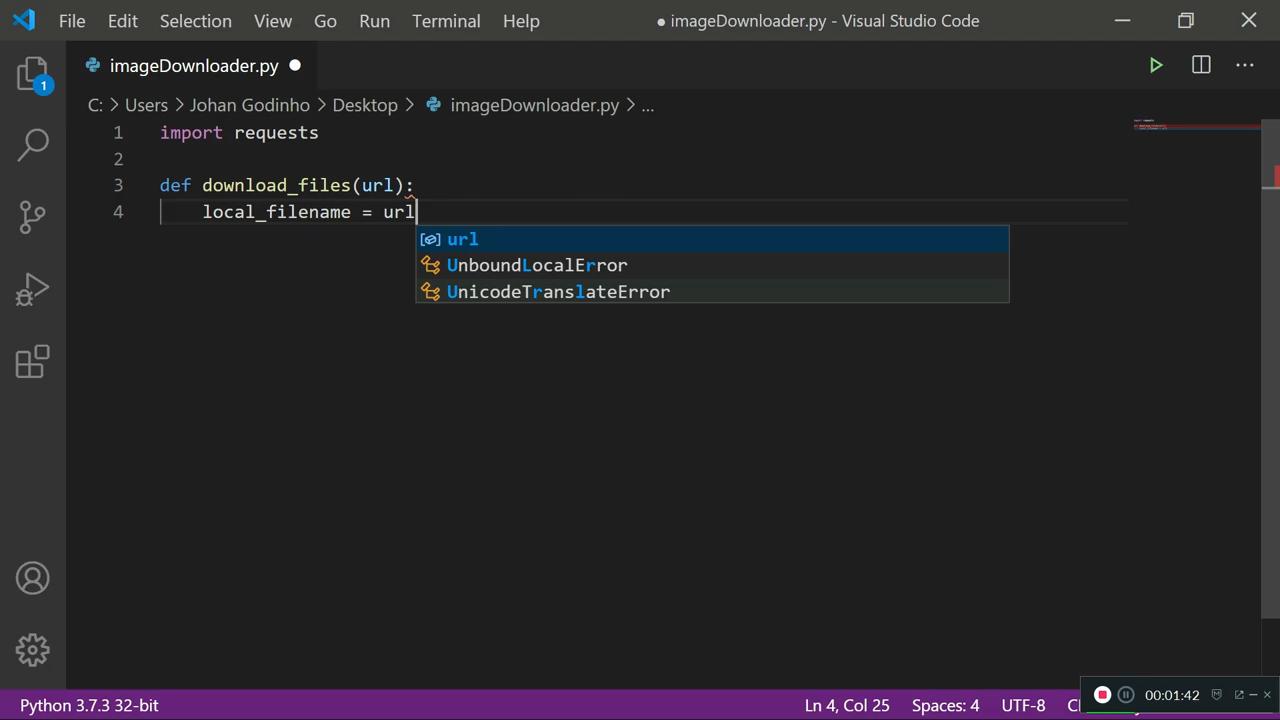 File Edit Selection View Go Run Terminal Help ● imageDownloader.py - Visual Studio Code
imageDownloader.py
1
C: > Users > Johan Godinho > Desktop > imageDownloader.py > ...
1 import requests
2
3 def download_files(url):
4 local_filename = url
url
UnboundLocalError
UnicodeTranslateError
Python 3.7.3 32-bit Ln 4, Col 25 Spaces: 4 UTF-8
00:01:42